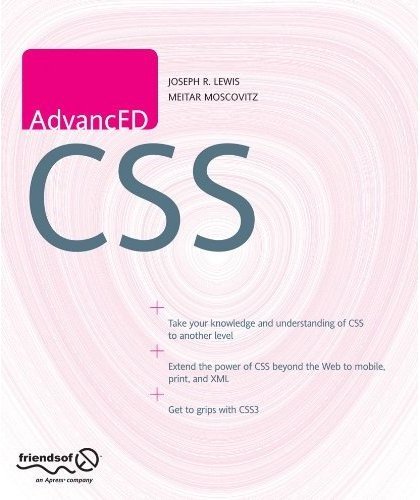 JOSEPH R. LEWIS
MEITAR MOSCOVITZ
AdvancED
CSS
Take your knowledge and understanding of CSS
to another level
Extend the power of CSS beyond the Web to mobile,
print, and XML
Get to grips with CSS3
friendsof
an Apress company